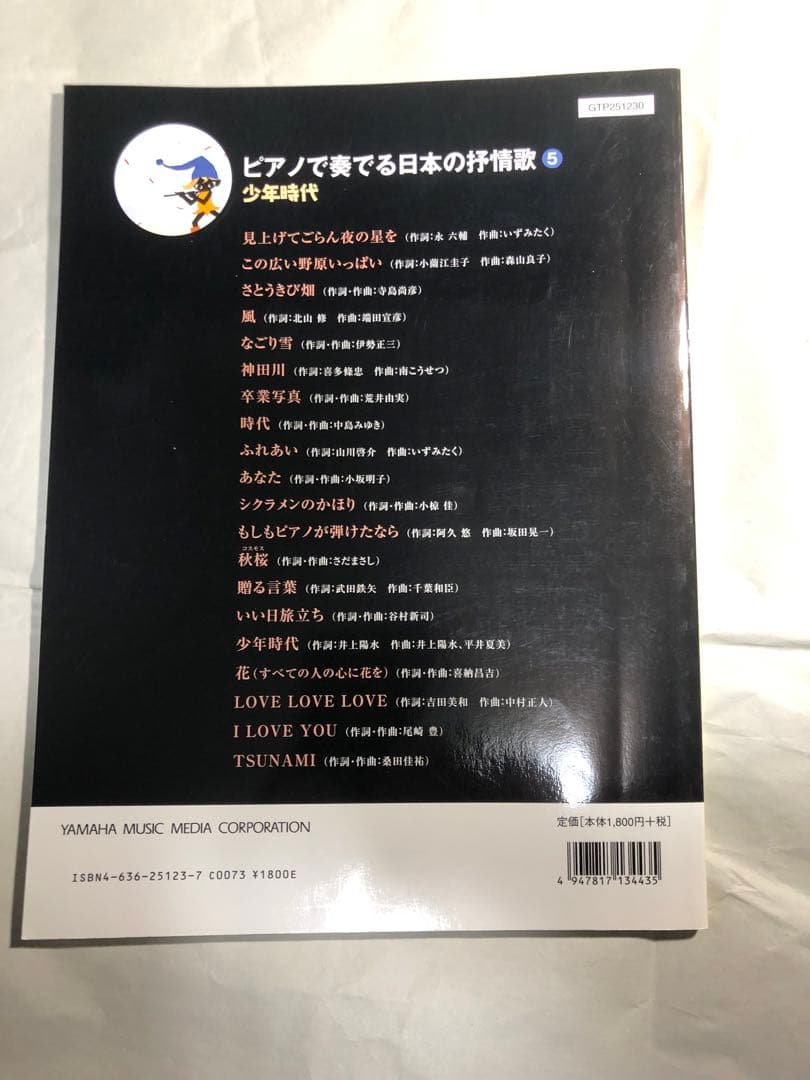 GTP251230
ピアノで奏でる日本の抒情歌 5
少年時代
見上げてごらん夜の星を（作詞：永 六輔 作曲：いずみたく）
この広い野原いっぱい（作詞：小薗江圭子 作曲：森山良子）
さとうきび畑（作詞・作曲：寺島尚彦）
風（作詞：北山 修 作曲：端田宣彦）
なごり雪（作詞・作曲：伊勢正三）
神田川（作詞：喜多條忠 作曲：南こうせつ）
卒業写真（作詞・作曲：荒井由実）
時代（作詞・作曲：中島みゆき）
ふれあい（作詞：山川啓介 作曲：いずみたく）
あなた（作詞・作曲：小坂明子）
シクラメンのかほり（作詞・作曲：小椋 佳）
もしもピアノが弾けたなら（作詞：阿久 悠 作曲：坂田晃一）
コスモス
秋桜（作詞・作曲：さだまさし）
贈る言葉（作詞：武田鉄矢 作曲：千葉和臣）
いい日旅立ち（作詞・作曲：谷村新司）
少年時代（作詞：井上陽水 作曲：井上陽水、平井夏美）
花（すべての人の心に花を）（作詞・作曲：喜納昌吉）
LOVE LOVE LOVE（作詞：吉田美和 作曲：中村正人）
I LOVE YOU（作詞・作曲：尾崎 豊）
TSUNAMI（作詞・作曲：桑田佳祐）
YAMAHA MUSIC MEDIA CORPORATION
定価[本体1,800円＋税]
ISBN4-636-25123-7 C0073 ¥1800E
4 947817 134435